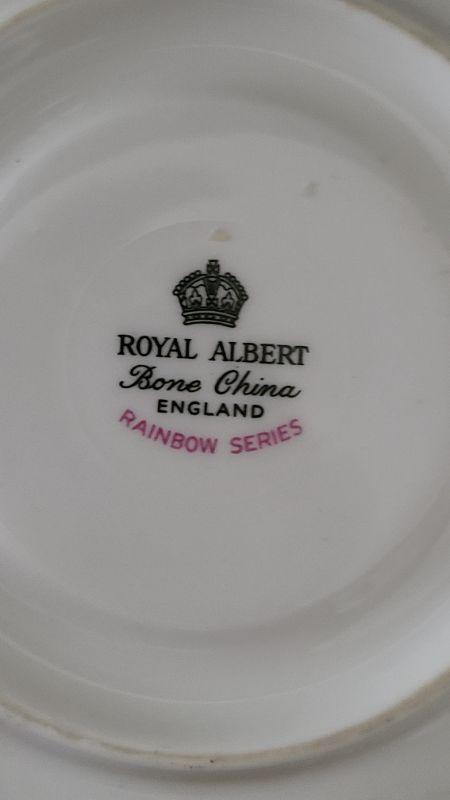 ROYAL ALBERT
Bone China
ENGLAND
RAINBOW SERIES